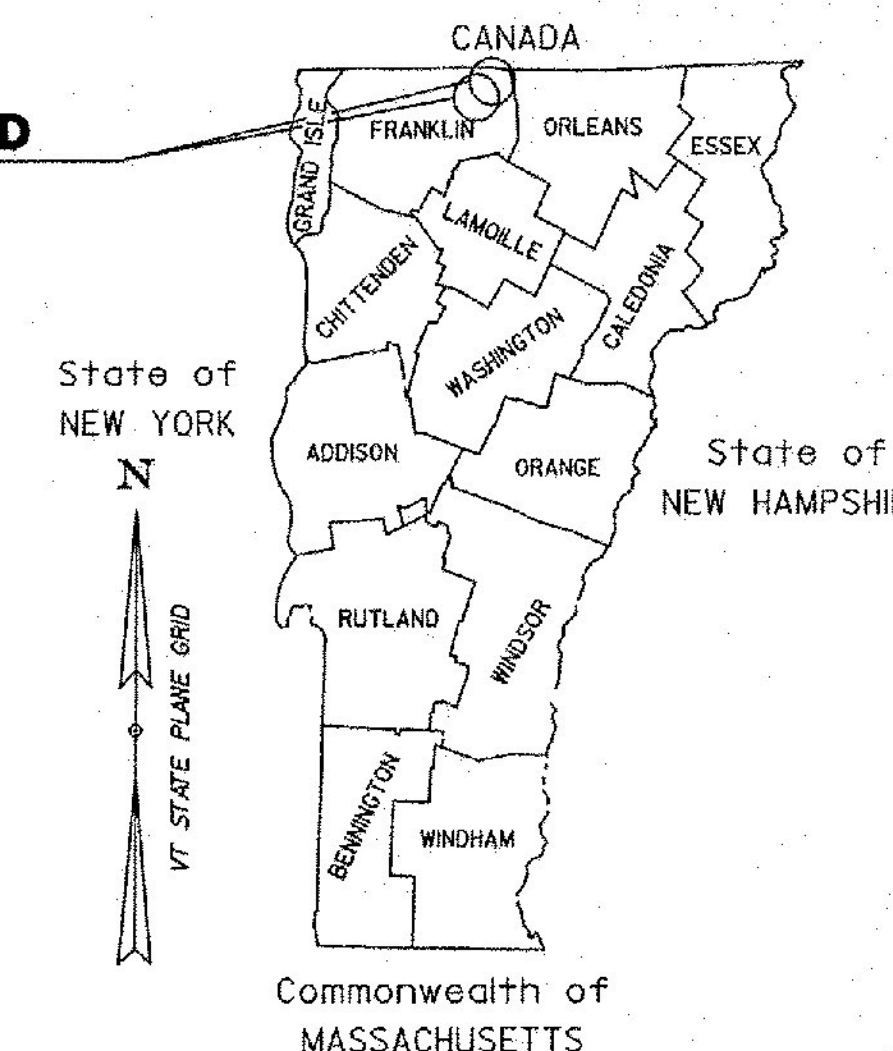 CANADA
D
GRAND ISLE
FRANKLIN
ORLEANS
ESSEX
LAMOILLE
CHITTENDEN
CALEDONIA
WASHINGTON
State of
NEW YORK
ADDISON
ORANGE
State of
NEW HAMPSHI
N
VT STATE PLANE GRID
RUTLAND
WINDSOR
BENNINGTON
WINDHAM
Commonwealth of
MASSACHUSETTS